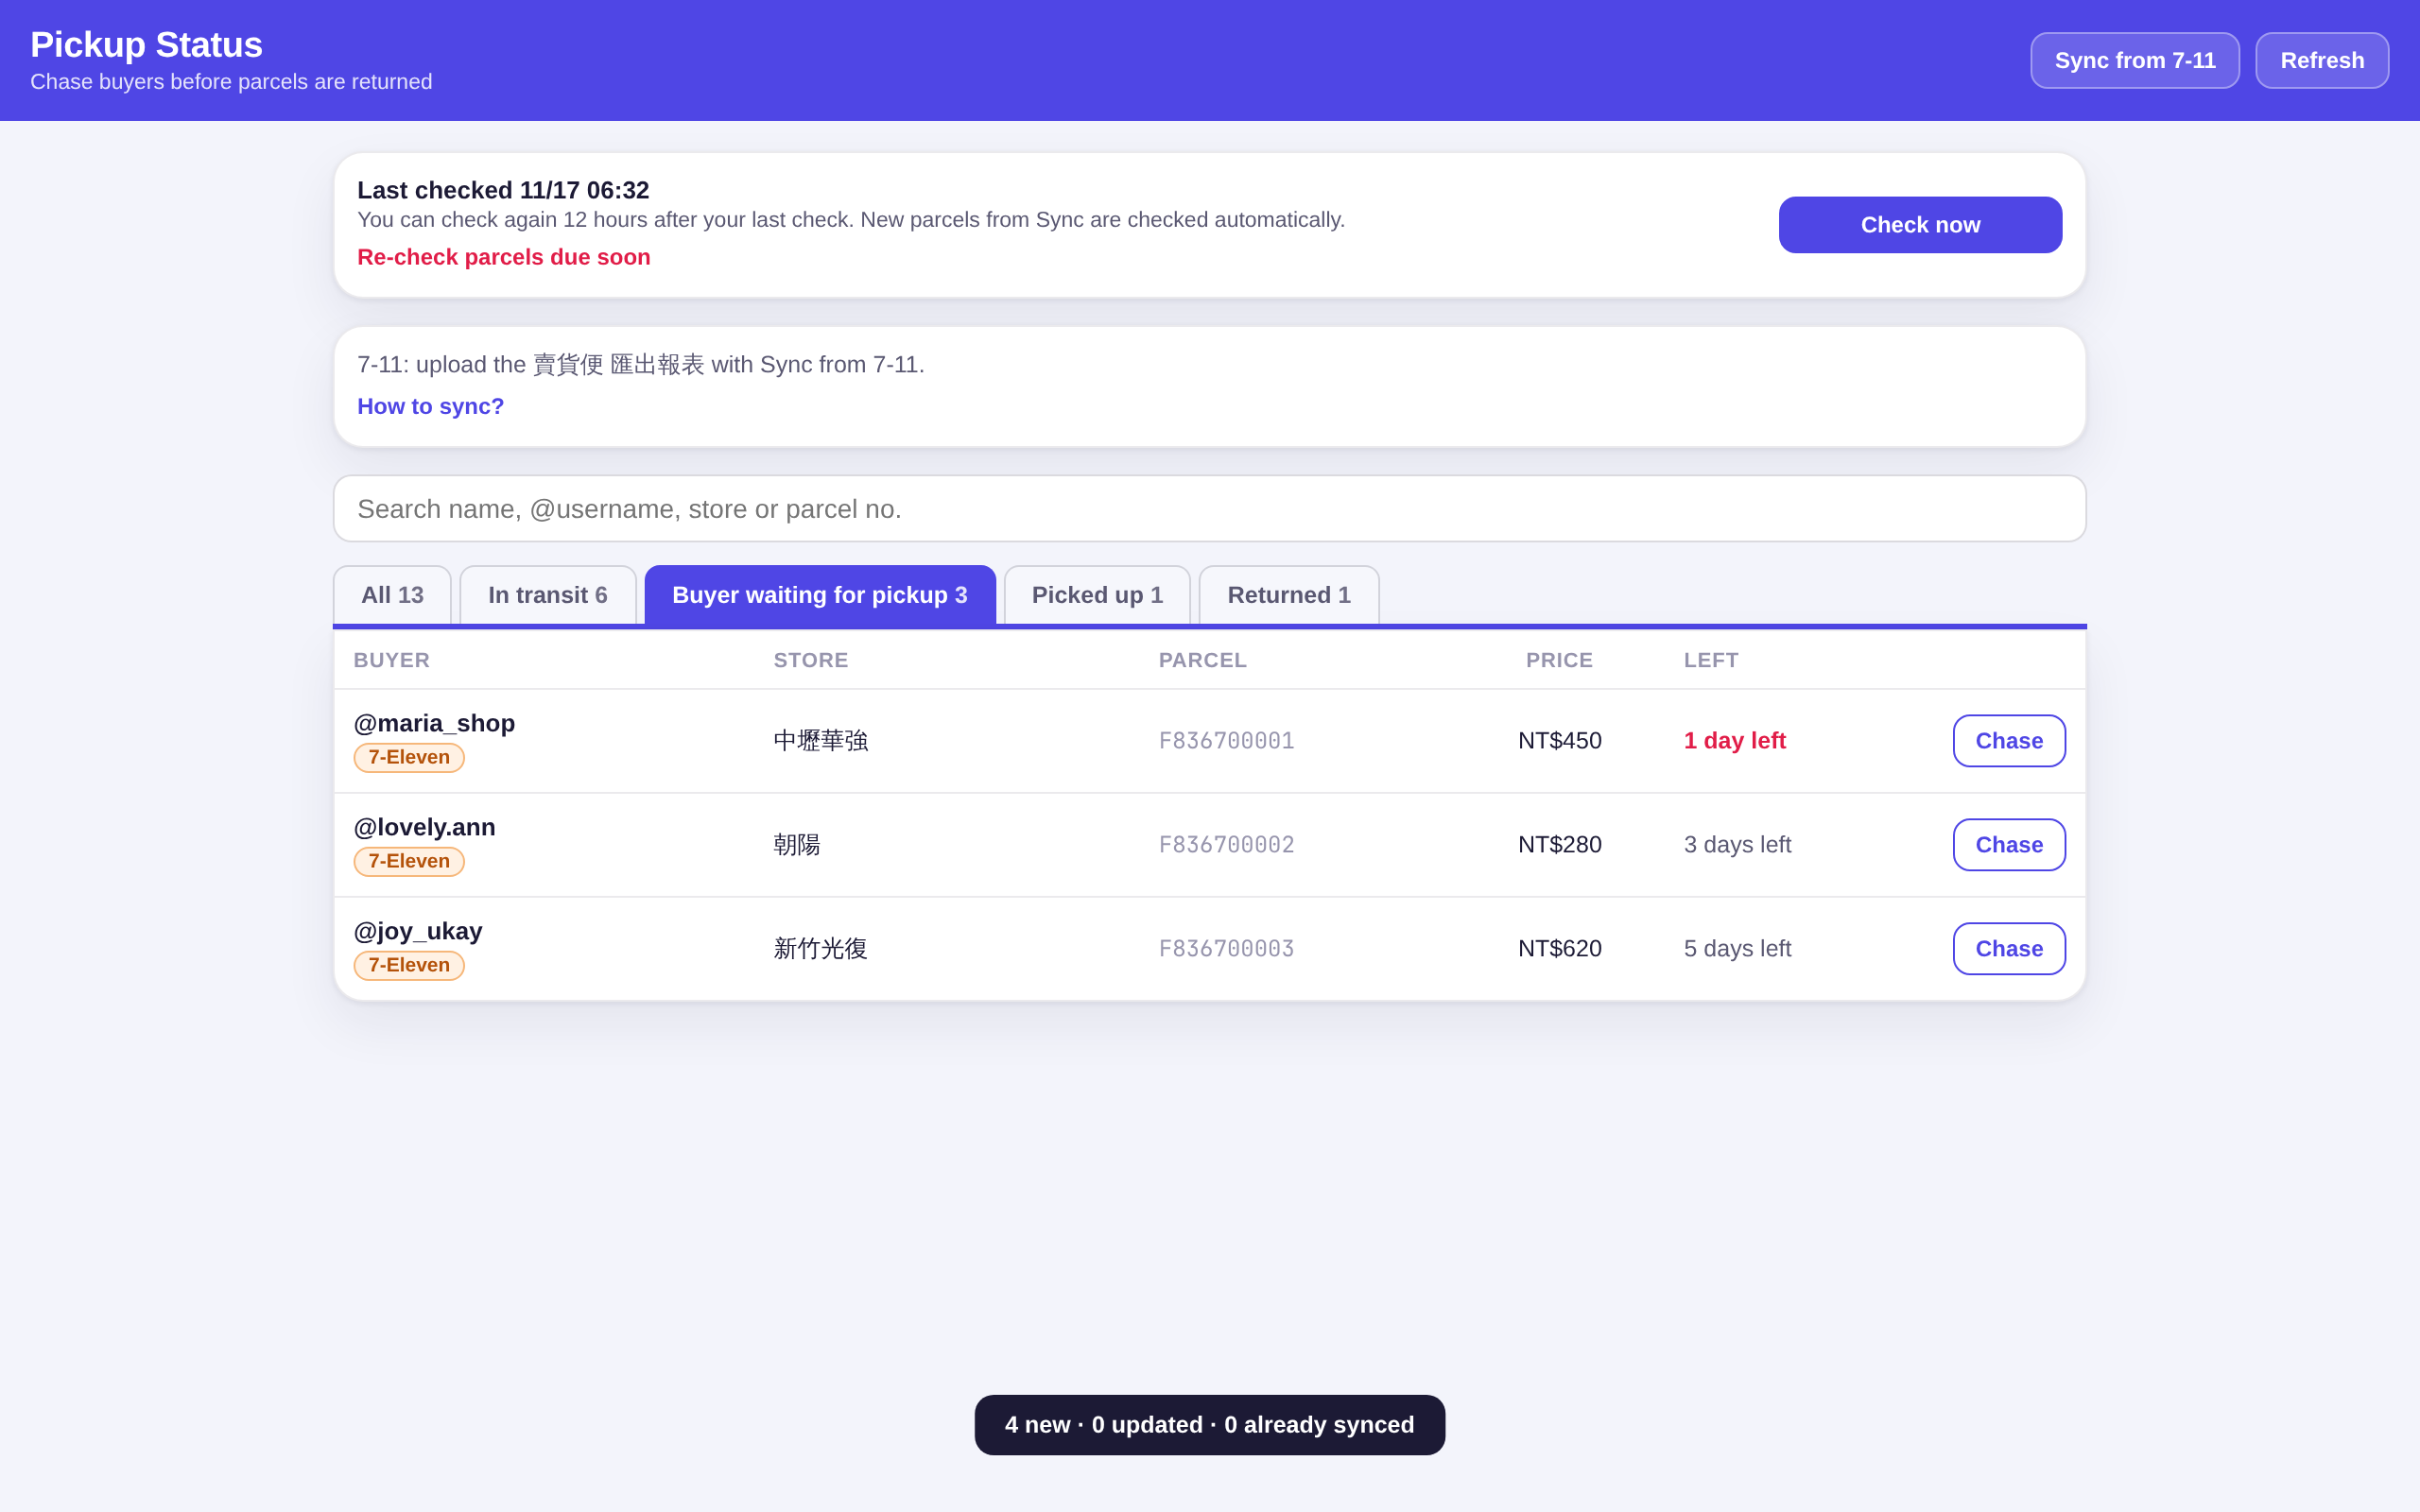 Pickup Status
Chase buyers before parcels are returned
Sync from 7-11
Refresh
Last checked 11/17 06:32
You can check again 12 hours after your last check. New parcels from Sync are checked automatically.
Re-check parcels due soon
Check now
7-11: upload the 賣貨便 匯出報表 with Sync from 7-11.
How to sync?
Search name, @username, store or parcel no.
All 13
In transit 6
Buyer waiting for pickup 3
Picked up 1
Returned 1
BUYER STORE PARCEL PRICE LEFT
@maria_shop
7-Eleven
中壢華強 F836700001 NT$450 1 day left Chase
@lovely.ann
7-Eleven
朝陽 F836700002 NT$280 3 days left Chase
@joy_ukay
7-Eleven
新竹光復 F836700003 NT$620 5 days left Chase
4 new · 0 updated · 0 already synced